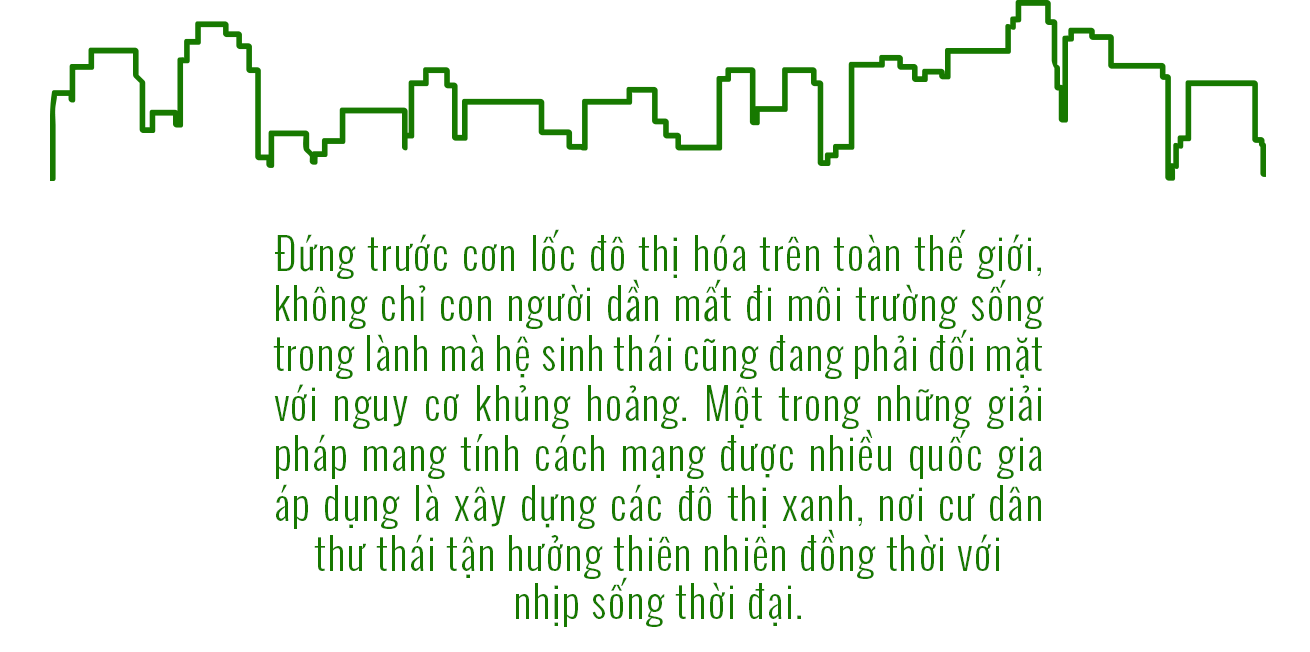 Đứng trước cơn lốc đô thị hóa trên toàn thế giới,
không chỉ con người dần mất đi môi trường sống
trong lành mà hệ sinh thái cũng đang phải đối mặt
với nguy cơ khủng hoảng. Một trong những giải
pháp mang tính cách mạng được nhiều quốc gia
áp dụng là xây dựng các đô thị xanh, nơi cư dân
thư thái tận hưởng thiên nhiên đồng thời với
nhịp sống thời đại.